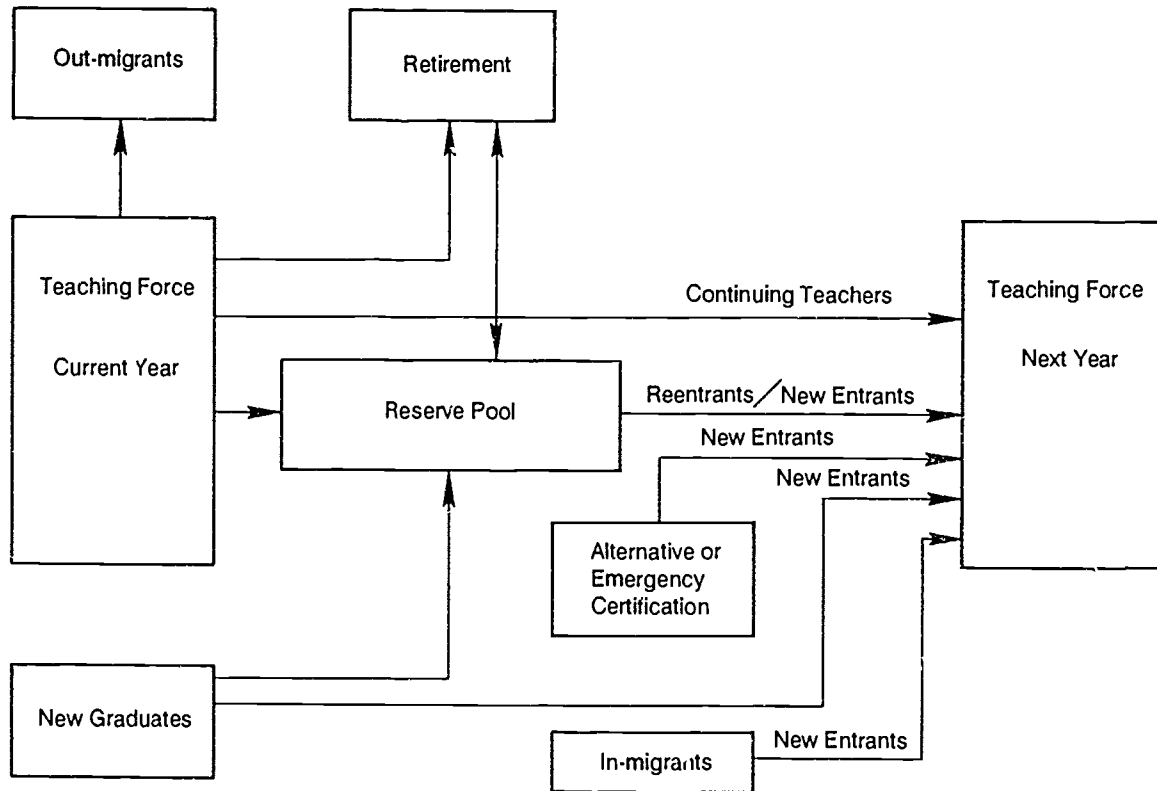 Out-migrants
Retirement
Teaching Force
Current Year
Continuing Teachers
Teaching Force
Next Year
Reserve Pool
Reentrants/New Entrants
New Entrants
New Entrants
Alternative or
Emergency
Certification
New Graduates
New Entrants
In-migrants